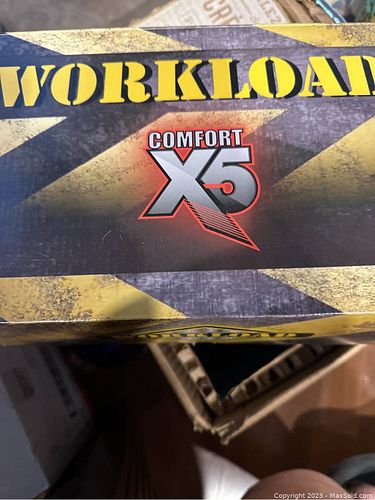 WORKLOAD
COMFORT
X5
Copyright © 2023 - MaxSold.com